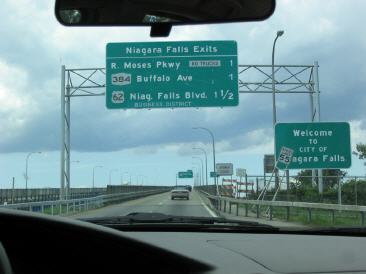 Niagara Falls Exits
R. Moses Pkwy NO TRUCKS 1
384 Buffalo Ave 1
62 Niag. Falls Blvd. 1 1/2
BUSINESS DISTRICT
Welcome
TO
CITY OF
agara Falls
55